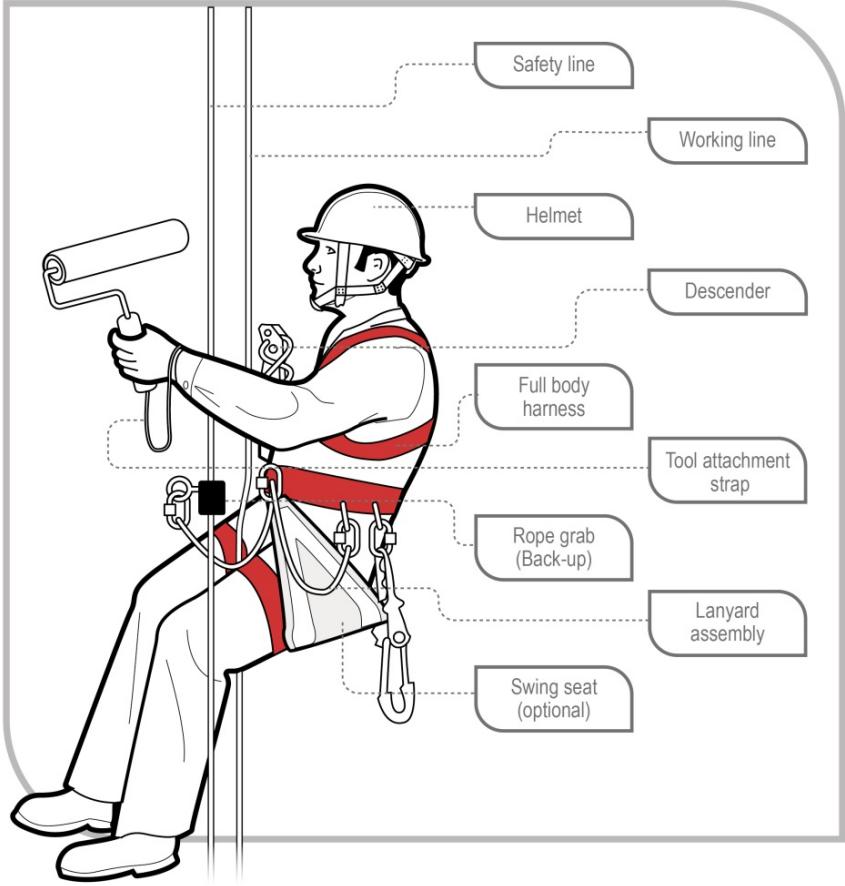 Safety line
Working line
Helmet
Descender
Full body
harness
Tool attachment
strap
Rope grab
(Back-up)
Lanyard
assembly
Swing seat
(optional)